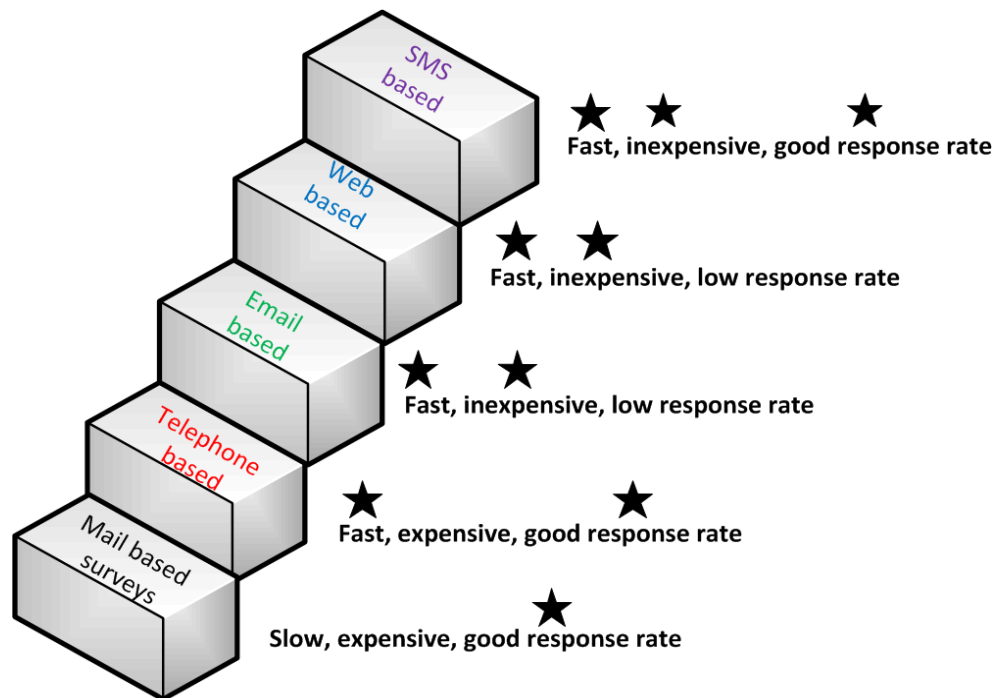 SMS
based
Fast, inexpensive, good response rate
Web
based
Fast, inexpensive, low response rate
Email
based
Fast, inexpensive, low response rate
Telephone
based
Fast, expensive, good response rate
Mail based
surveys
Slow, expensive, good response rate